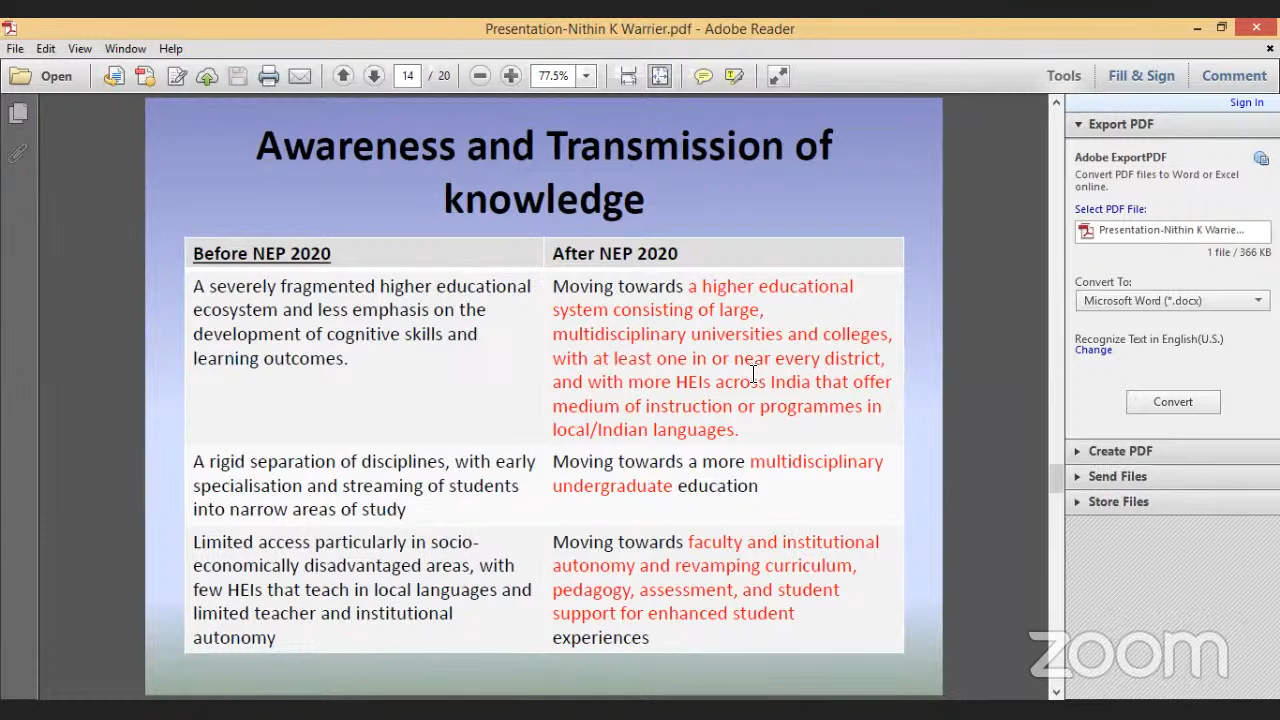 Presentation-Nithin K Warrier.pdf - Adobe Reader
File Edit View Window Help
Open 14 / 20 77.5% Tools Fill & Sign Comment
Sign In
Export PDF
Adobe ExportPDF
Convert PDF files to Word or Excel
online.
Select PDF File:
Presentation-Nithin K Warrie...
1 file / 366 KB
Convert To:
Microsoft Word (*.docx)
Recognize Text in English(U.S.)
Change
Convert
Create PDF
Send Files
Store Files
Awareness and Transmission of
knowledge
Before NEP 2020
After NEP 2020
A severely fragmented higher educational
ecosystem and less emphasis on the
development of cognitive skills and
learning outcomes.
Moving towards a higher educational
system consisting of large,
multidisciplinary universities and colleges,
with at least one in or near every district,
and with more HEIs across India that offer
medium of instruction or programmes in
local/Indian languages.
A rigid separation of disciplines, with early
specialisation and streaming of students
into narrow areas of study
Moving towards a more multidisciplinary
undergraduate education
Limited access particularly in socio-
economically disadvantaged areas, with
few HEIs that teach in local languages and
limited teacher and institutional
autonomy
Moving towards faculty and institutional
autonomy and revamping curriculum,
pedagogy, assessment, and student
support for enhanced student
experiences
zoom